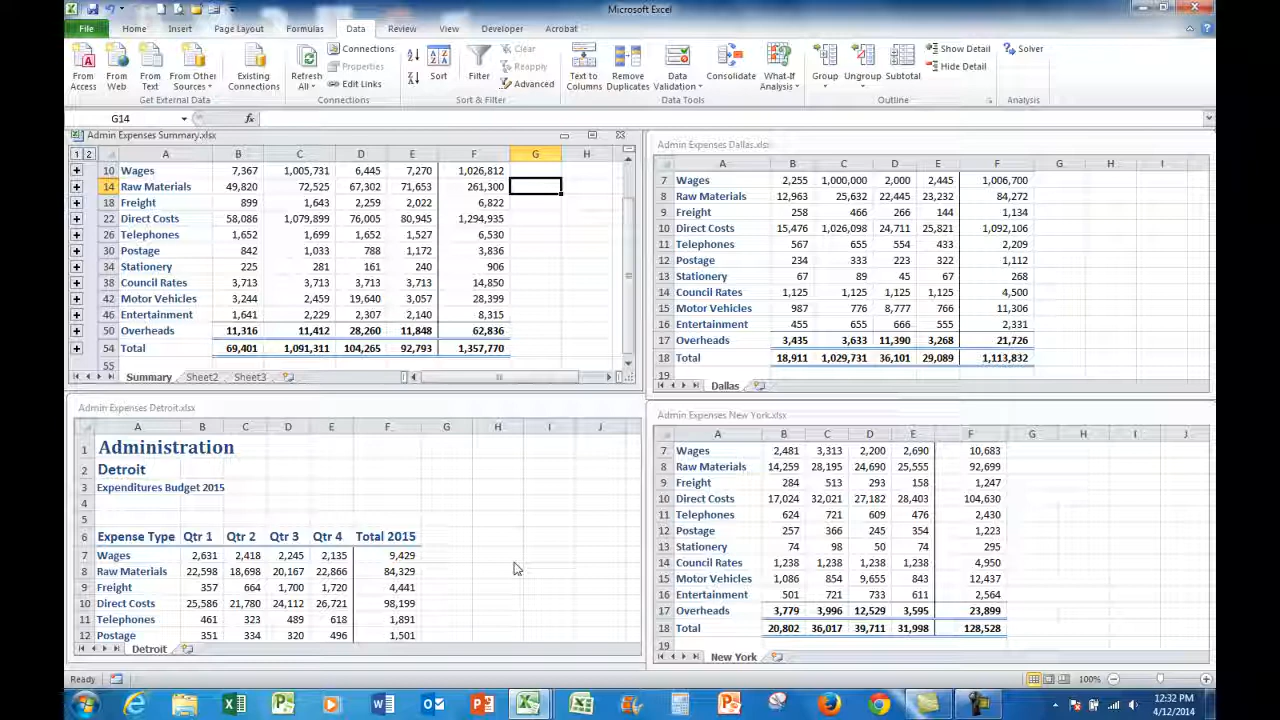 Microsoft Excel
File Home Insert Page Layout Formulas Data Review View Developer Acrobat
From Access
From Web
From Text
From Other Sources
Existing Connections
Refresh All
Connections
Properties
Edit Links
Sort
Filter
Clear
Reapply
Advanced
Text to Columns
Remove Duplicates
Data Validation
Consolidate
What-If Analysis
Group
Ungroup
Subtotal
Show Detail
Hide Detail
Solver
Get External Data Connections Sort & Filter Data Tools Outline Analysis
G14 fx
Admin Expenses Summary.xlsx
1 2 A B C D E F G H
10 Wages 7,367 1,005,731 6,445 7,270 1,026,812
14 Raw Materials 49,820 72,525 67,302 71,653 261,300
18 Freight 899 1,643 2,259 2,022 6,822
22 Direct Costs 58,086 1,079,899 76,005 80,945 1,294,935
26 Telephones 1,652 1,699 1,652 1,527 6,530
30 Postage 842 1,033 788 1,172 3,836
34 Stationery 225 281 161 240 906
38 Council Rates 3,713 3,713 3,713 3,713 14,850
42 Motor Vehicles 3,244 2,459 19,640 3,057 28,399
46 Entertainment 1,641 2,229 2,307 2,140 8,315
50 Overheads 11,316 11,412 28,260 11,848 62,836
54 Total 69,401 1,091,311 104,265 92,793 1,357,770
55
Summary Sheet2 Sheet3
Admin Expenses Dallas.xlsx
A B C D E F G H I
7 Wages 2,255 1,000,000 2,000 2,445 1,006,700
8 Raw Materials 12,963 25,632 22,445 23,232 84,272
9 Freight 258 466 266 144 1,134
10 Direct Costs 15,476 1,026,098 24,711 25,821 1,092,106
11 Telephones 567 655 554 433 2,209
12 Postage 234 333 223 322 1,112
13 Stationery 67 89 45 67 268
14 Council Rates 1,125 1,125 1,125 1,125 4,500
15 Motor Vehicles 987 776 8,777 766 11,306
16 Entertainment 455 655 666 555 2,331
17 Overheads 3,435 3,633 11,390 3,268 21,726
18 Total 18,911 1,029,731 36,101 29,089 1,113,832
19
Dallas
Admin Expenses Detroit.xlsx
A B C D E F G H I J
1 Administration
2 Detroit
3 Expenditures Budget 2015
4
5
6 Expense Type Qtr 1 Qtr 2 Qtr 3 Qtr 4 Total 2015
7 Wages 2,631 2,418 2,245 2,135 9,429
8 Raw Materials 22,598 18,698 20,167 22,866 84,329
9 Freight 357 664 1,700 1,720 4,441
10 Direct Costs 25,586 21,780 24,112 26,721 98,199
11 Telephones 461 323 489 618 1,891
12 Postage 351 334 320 496 1,501
Detroit
Admin Expenses New York.xlsx
A B C D E F G H I J
7 Wages 2,481 3,313 2,200 2,690 10,683
8 Raw Materials 14,259 28,195 24,690 25,555 92,699
9 Freight 284 513 293 158 1,247
10 Direct Costs 17,024 32,021 27,182 28,403 104,630
11 Telephones 624 721 609 476 2,430
12 Postage 257 366 245 354 1,223
13 Stationery 74 98 50 74 295
14 Council Rates 1,238 1,238 1,238 1,238 4,950
15 Motor Vehicles 1,086 854 9,655 843 12,437
16 Entertainment 501 721 733 611 2,564
17 Overheads 3,779 3,996 12,529 3,595 23,899
18 Total 20,802 36,017 39,711 31,998 128,528
19
New York
Ready 100%
12:32 PM
4/12/2014